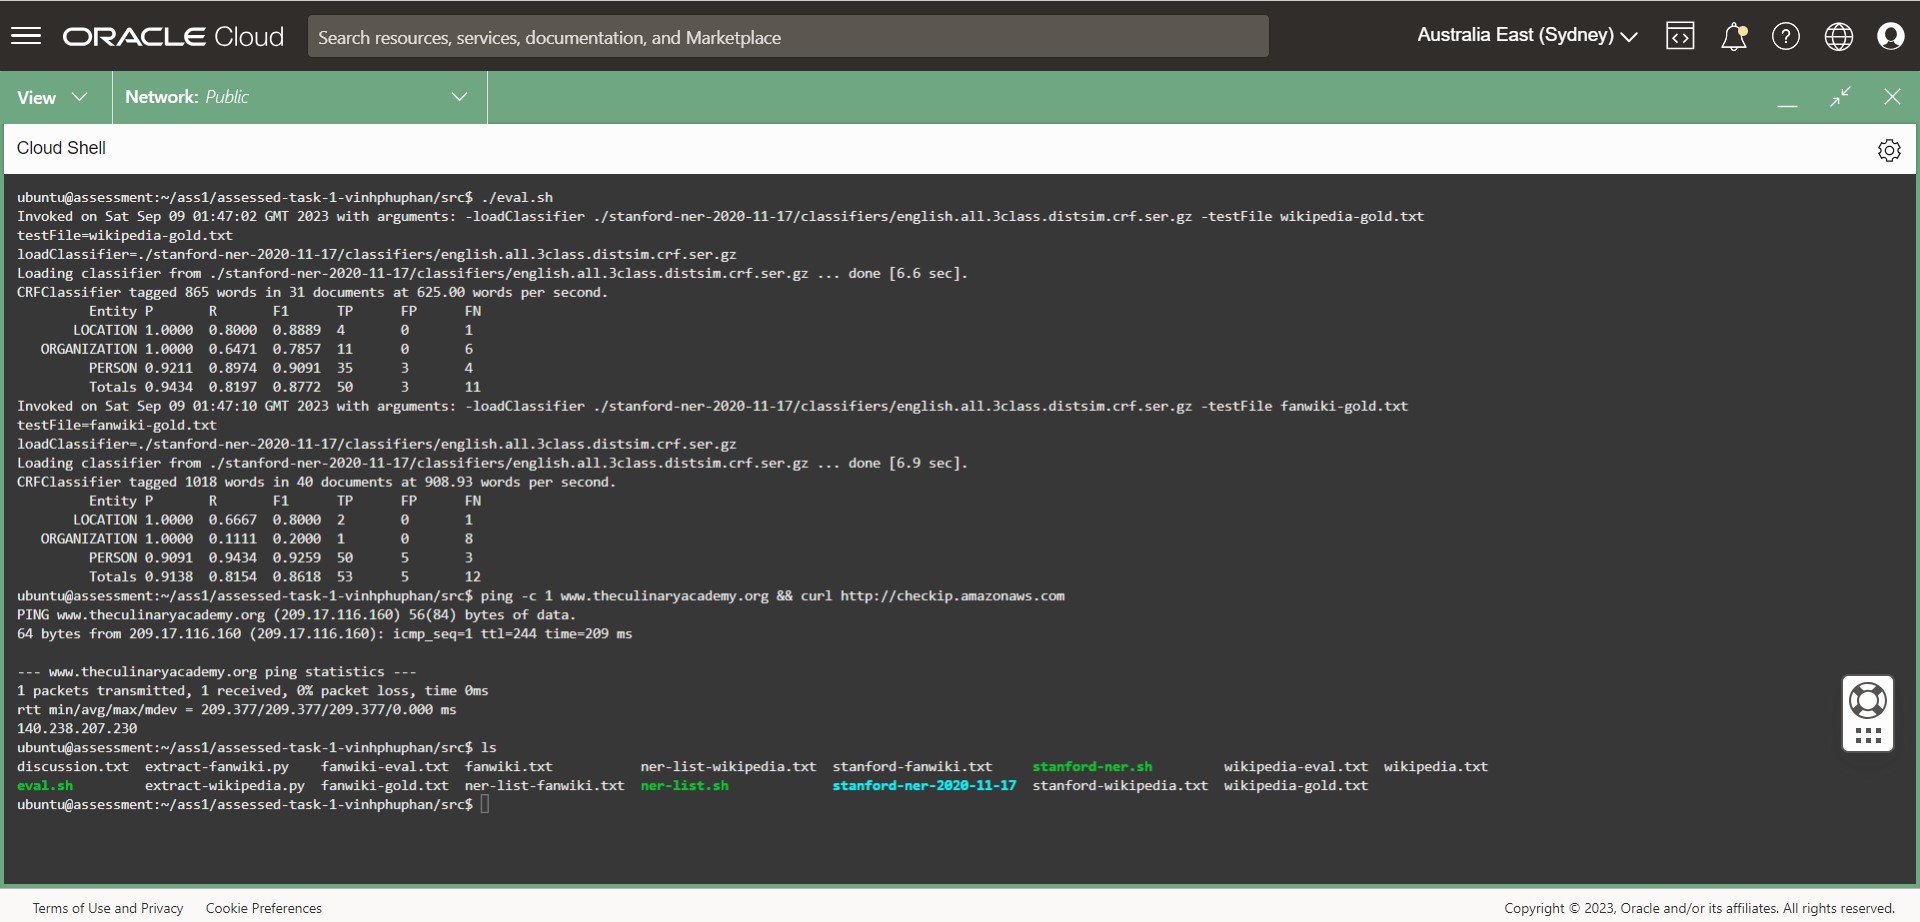 ORACLE Cloud
Search resources, services, documentation, and Marketplace
Australia East (Sydney)
View
Network: Public
Cloud Shell
ubuntu@assessment:~/ass1/assessed-task-1-vinhphuphan/src$ ./eval.sh
Invoked on Sat Sep 09 01:47:02 GMT 2023 with arguments: -loadClassifier ./stanford-ner-2020-11-17/classifiers/english.all.3class.distsim.crf.ser.gz -testFile wikipedia-gold.txt
testFile=wikipedia-gold.txt
loadClassifier=./stanford-ner-2020-11-17/classifiers/english.all.3class.distsim.crf.ser.gz
Loading classifier from ./stanford-ner-2020-11-17/classifiers/english.all.3class.distsim.crf.ser.gz ... done [6.6 sec].
CRFClassifier tagged 865 words in 31 documents at 625.00 words per second.
Entity P R F1 TP FP FN
LOCATION 1.0000 0.8000 0.8889 4 0 1
ORGANIZATION 1.0000 0.6471 0.7857 11 0 6
PERSON 0.9211 0.8974 0.9091 35 3 4
Totals 0.9434 0.8197 0.8772 50 3 11
Invoked on Sat Sep 09 01:47:10 GMT 2023 with arguments: -loadClassifier ./stanford-ner-2020-11-17/classifiers/english.all.3class.distsim.crf.ser.gz -testFile fanwiki-gold.txt
testFile=fanwiki-gold.txt
loadClassifier=./stanford-ner-2020-11-17/classifiers/english.all.3class.distsim.crf.ser.gz
Loading classifier from ./stanford-ner-2020-11-17/classifiers/english.all.3class.distsim.crf.ser.gz ... done [6.9 sec].
CRFClassifier tagged 1018 words in 40 documents at 908.93 words per second.
Entity P R F1 TP FP FN
LOCATION 1.0000 0.6667 0.8000 2 0 1
ORGANIZATION 1.0000 0.1111 0.2000 1 0 8
PERSON 0.9091 0.9434 0.9259 50 5 3
Totals 0.9138 0.8154 0.8618 53 5 12
ubuntu@assessment:~/ass1/assessed-task-1-vinhphuphan/src$ ping -c 1 www.theculinaryacademy.org && curl http://checkip.amazonaws.com
PING www.theculinaryacademy.org (209.17.116.160) 56(84) bytes of data.
64 bytes from 209.17.116.160 (209.17.116.160): icmp_seq=1 ttl=244 time=209 ms
--- www.theculinaryacademy.org ping statistics ---
1 packets transmitted, 1 received, 0% packet loss, time 0ms
rtt min/avg/max/mdev = 209.377/209.377/209.377/0.000 ms
140.238.207.230
ubuntu@assessment:~/ass1/assessed-task-1-vinhphuphan/src$ ls
discussion.txt extract-fanwiki.py fanwiki-eval.txt fanwiki.txt ner-list-wikipedia.txt stanford-fanwiki.txt stanford-ner.sh wikipedia-eval.txt wikipedia.txt
eval.sh extract-wikipedia.py fanwiki-gold.txt ner-list-fanwiki.txt ner-list.sh stanford-ner-2020-11-17 stanford-wikipedia.txt wikipedia-gold.txt
ubuntu@assessment:~/ass1/assessed-task-1-vinhphuphan/src$
Terms of Use and Privacy Cookie Preferences
Copyright © 2023, Oracle and/or its affiliates. All rights reserved.